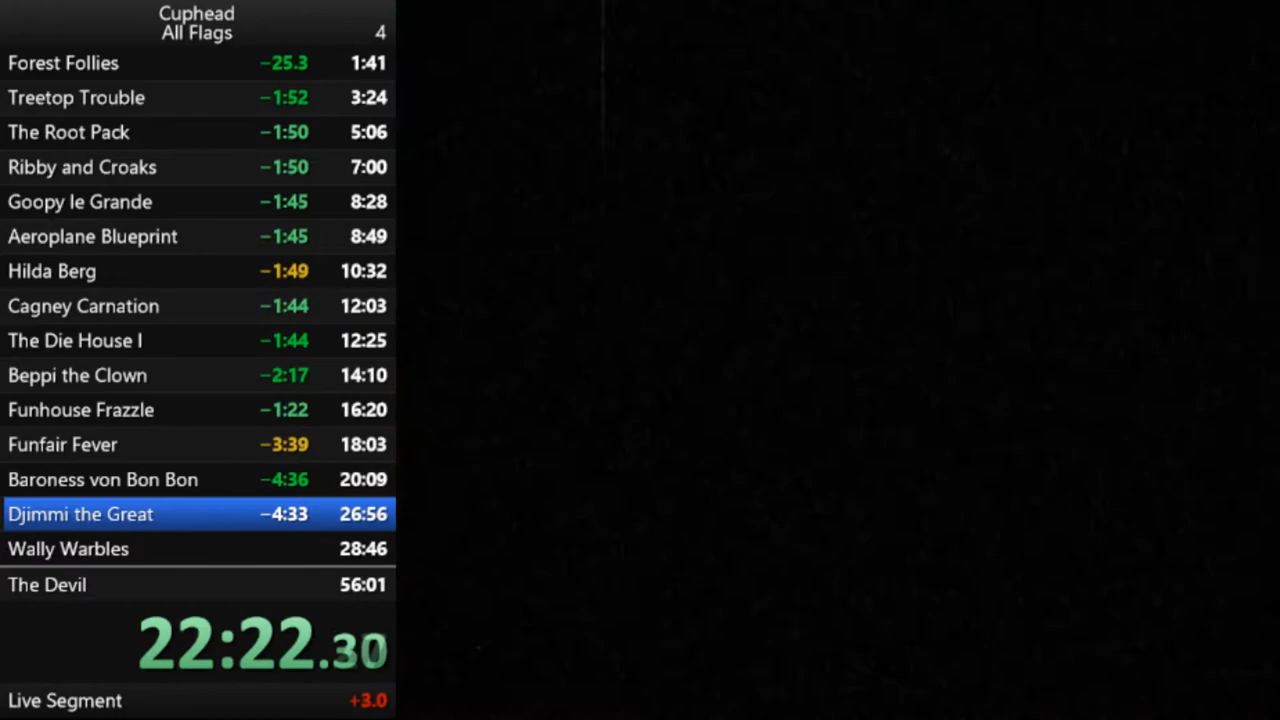 Cuphead
All Flags 4
Forest Follies −25.3 1:41
Treetop Trouble −1:52 3:24
The Root Pack −1:50 5:06
Ribby and Croaks −1:50 7:00
Goopy le Grande −1:45 8:28
Aeroplane Blueprint −1:45 8:49
Hilda Berg −1:49 10:32
Cagney Carnation −1:44 12:03
The Die House I −1:44 12:25
Beppi the Clown −2:17 14:10
Funhouse Frazzle −1:22 16:20
Funfair Fever −3:39 18:03
Baroness von Bon Bon −4:36 20:09
Djimmi the Great −4:33 26:56
Wally Warbles 28:46
The Devil 56:01
22:22.30
Live Segment +3.0